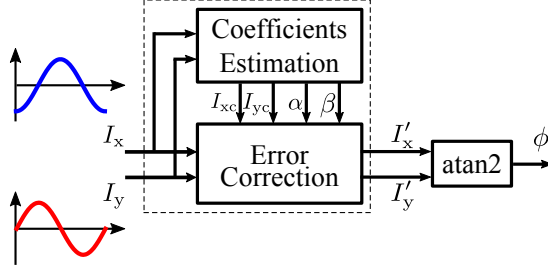 Coefficients
Estimation
I_xc I_yc α β
I_x
I_y
Error
Correction
I'_x
I'_y
atan2
ϕ